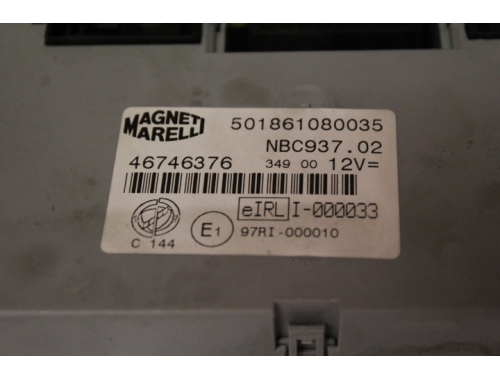 MAGNETI
MARELLI
501861080035
NBC937.02
46746376 349 00 12V=
eIRL I-000033
C 144 E1 97RI-000010